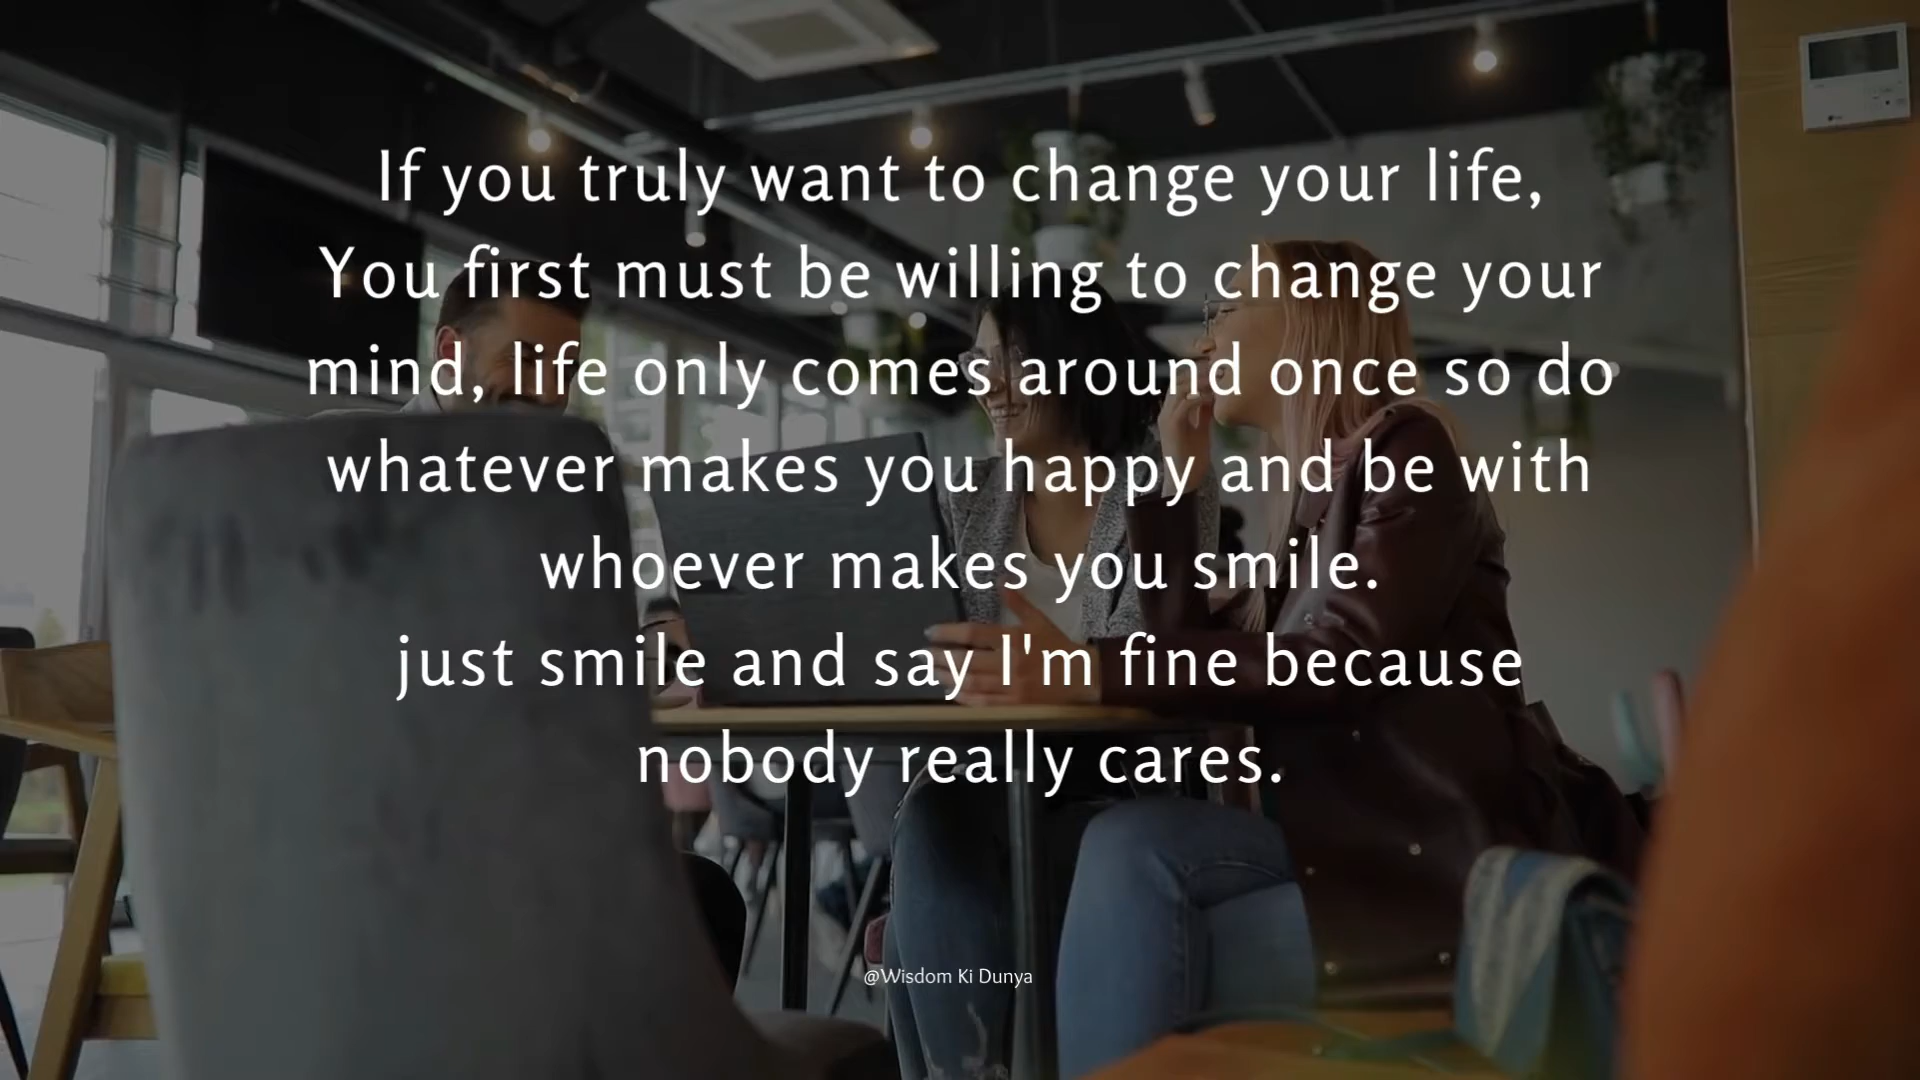 If you truly want to change your life,
You first must be willing to change your
mind, life only comes around once so do
whatever makes you happy and be with
whoever makes you smile.
just smile and say I'm fine because
nobody really cares.
@Wisdom Ki Dunya